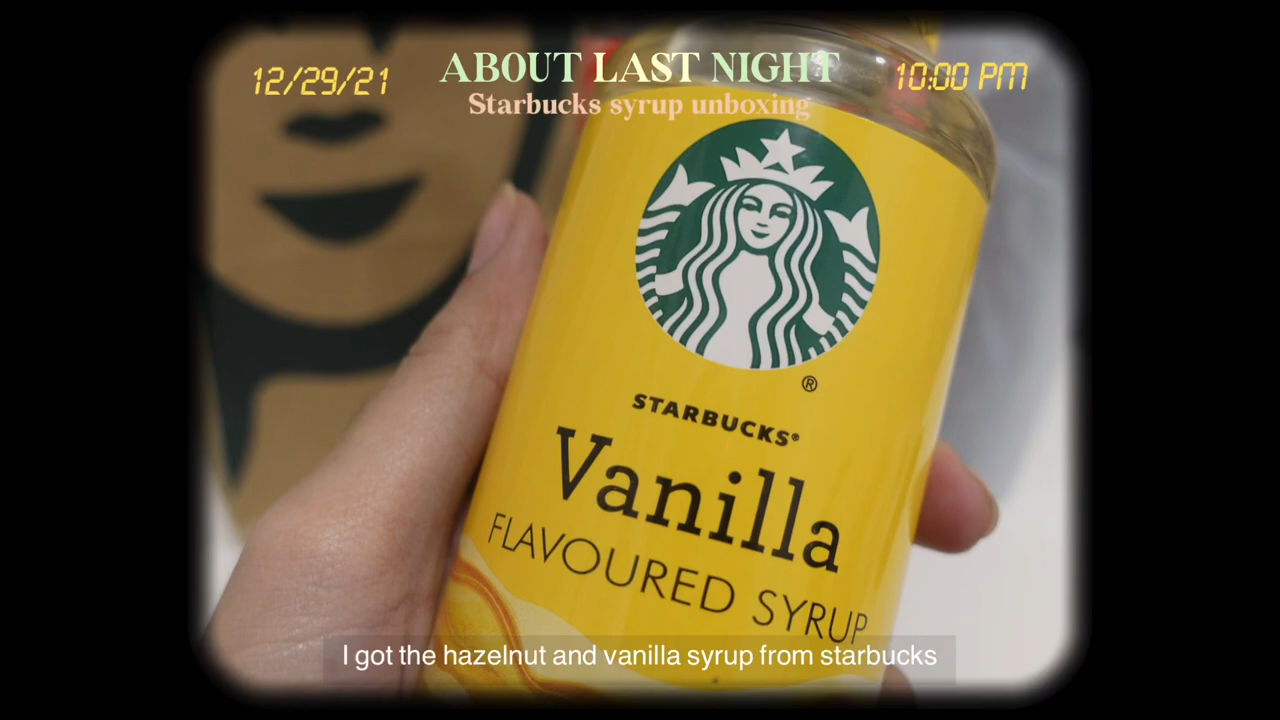 12/29/21
ABOUT LAST NIGHT
10:00 PM
Starbucks syrup unboxing
®
STARBUCKS®
Vanilla
FLAVOURED SYRUP
I got the hazelnut and vanilla syrup from starbucks